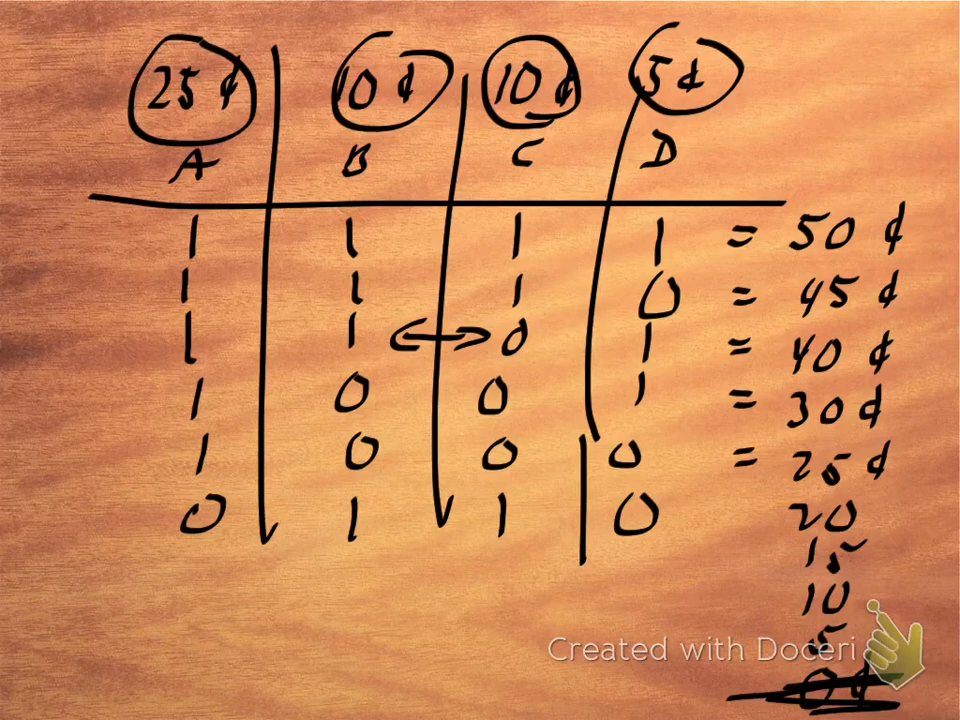 25¢ 10¢ 10¢ 5¢
A B C D
1 1 1 1 = 50 ¢
1 1 1 0 = 45 ¢
1 1 ↔ 0 1 = 40 ¢
1 0 0 1 = 30 ¢
1 0 0 0 = 25 ¢
0 1 1 0 20
15
10
5
0¢
Created with Doceri